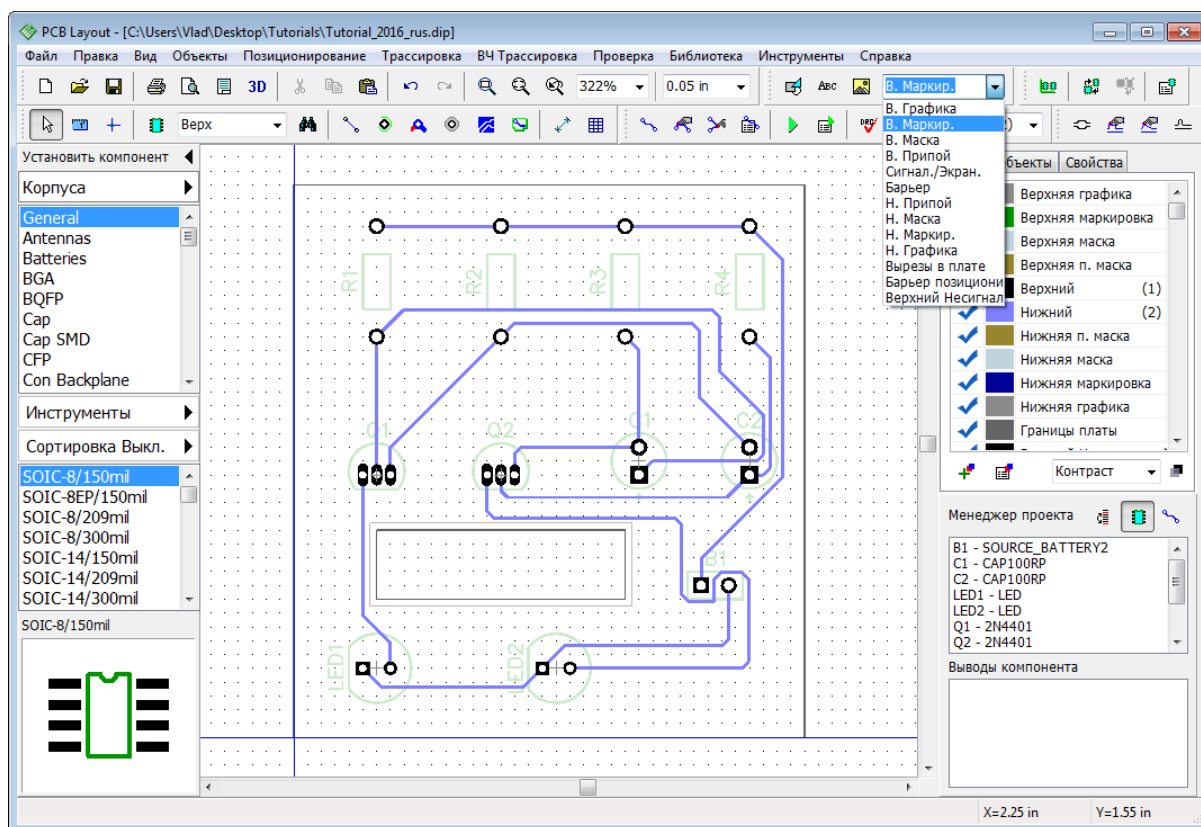 PCB Layout - [C:\Users\Vlad\Desktop\Tutorials\Tutorial_2016_rus.dip]
Файл Правка Вид Объекты Позиционирование Трассировка ВЧ Трассировка Проверка Библиотека Инструменты Справка
3D 322% 0.05 in ABC В. Маркир.
Верх DRC
В. Графика
В. Маркир.
В. Маска
В. Припой
Сигнал./Экран.
Барьер
Н. Припой
Н. Маска
Н. Маркир.
Н. Графика
Вырезы в плате
Барьер позициони
Верхний Несигнал
Установить компонент
Корпуса
General
Antennas
Batteries
BGA
BQFP
Cap
Cap SMD
CFP
Con Backplane
Инструменты
Сортировка Выкл.
SOIC-8/150mil
SOIC-8EP/150mil
SOIC-8/209mil
SOIC-8/300mil
SOIC-14/150mil
SOIC-14/209mil
SOIC-14/300mil
SOIC-8/150mil
R1 R2 R3 R4
Q1 Q2 C1 C2
B1
LED1 LED2
бъекты Свойства
Верхняя графика
Верхняя маркировка
Верхняя маска
Верхняя п. маска
Верхний (1)
Нижний (2)
Нижняя п. маска
Нижняя маска
Нижняя маркировка
Нижняя графика
Границы платы
Контраст
Менеджер проекта
B1 - SOURCE_BATTERY2
C1 - CAP100RP
C2 - CAP100RP
LED1 - LED
LED2 - LED
Q1 - 2N4401
Q2 - 2N4401
Выводы компонента
X=2.25 in Y=1.55 in